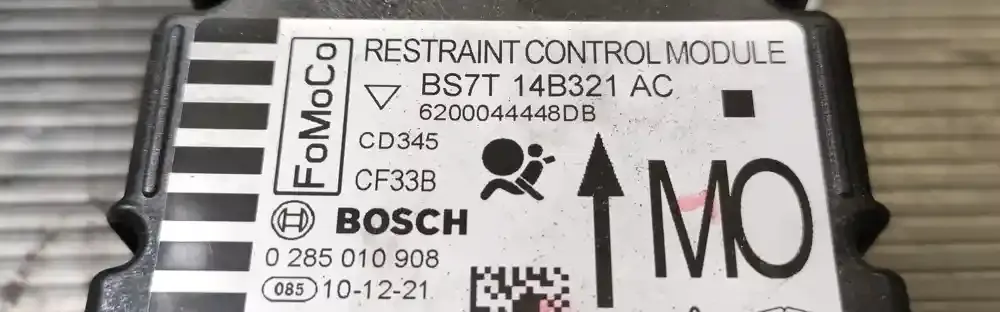 FoMoCo
RESTRAINT CONTROL MODULE
BS7T 14B321 AC
6200044448DB
CD345
CF33B
MO
BOSCH
0 285 010 908
085 10-12-21